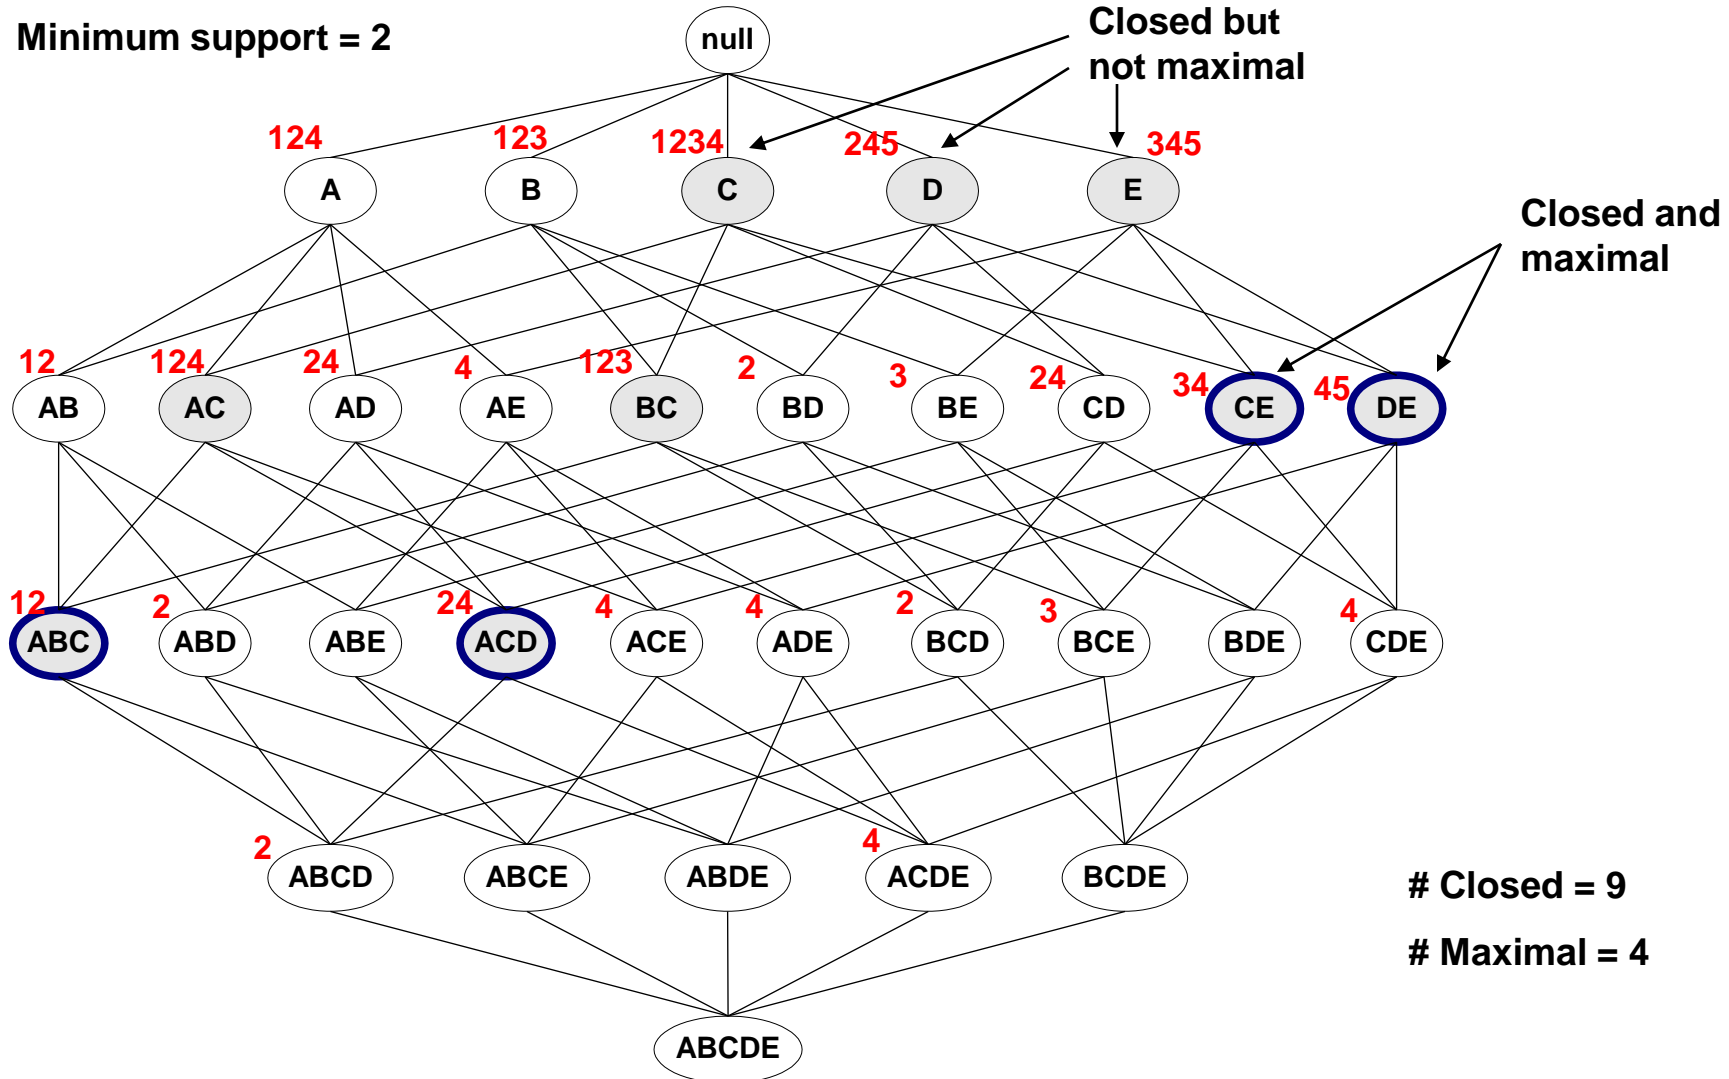 Minimum support = 2
null
Closed but
not maximal
124
123
1234
245
345
A
B
C
D
E
Closed and
maximal
12
124
24
4
123
2
3
24
34
45
AB
AC
AD
AE
BC
BD
BE
CD
CE
DE
12
2
24
4
4
2
3
4
ABC
ABD
ABE
ACD
ACE
ADE
BCD
BCE
BDE
CDE
2
4
ABCD
ABCE
ABDE
ACDE
BCDE
# Closed = 9
# Maximal = 4
ABCDE